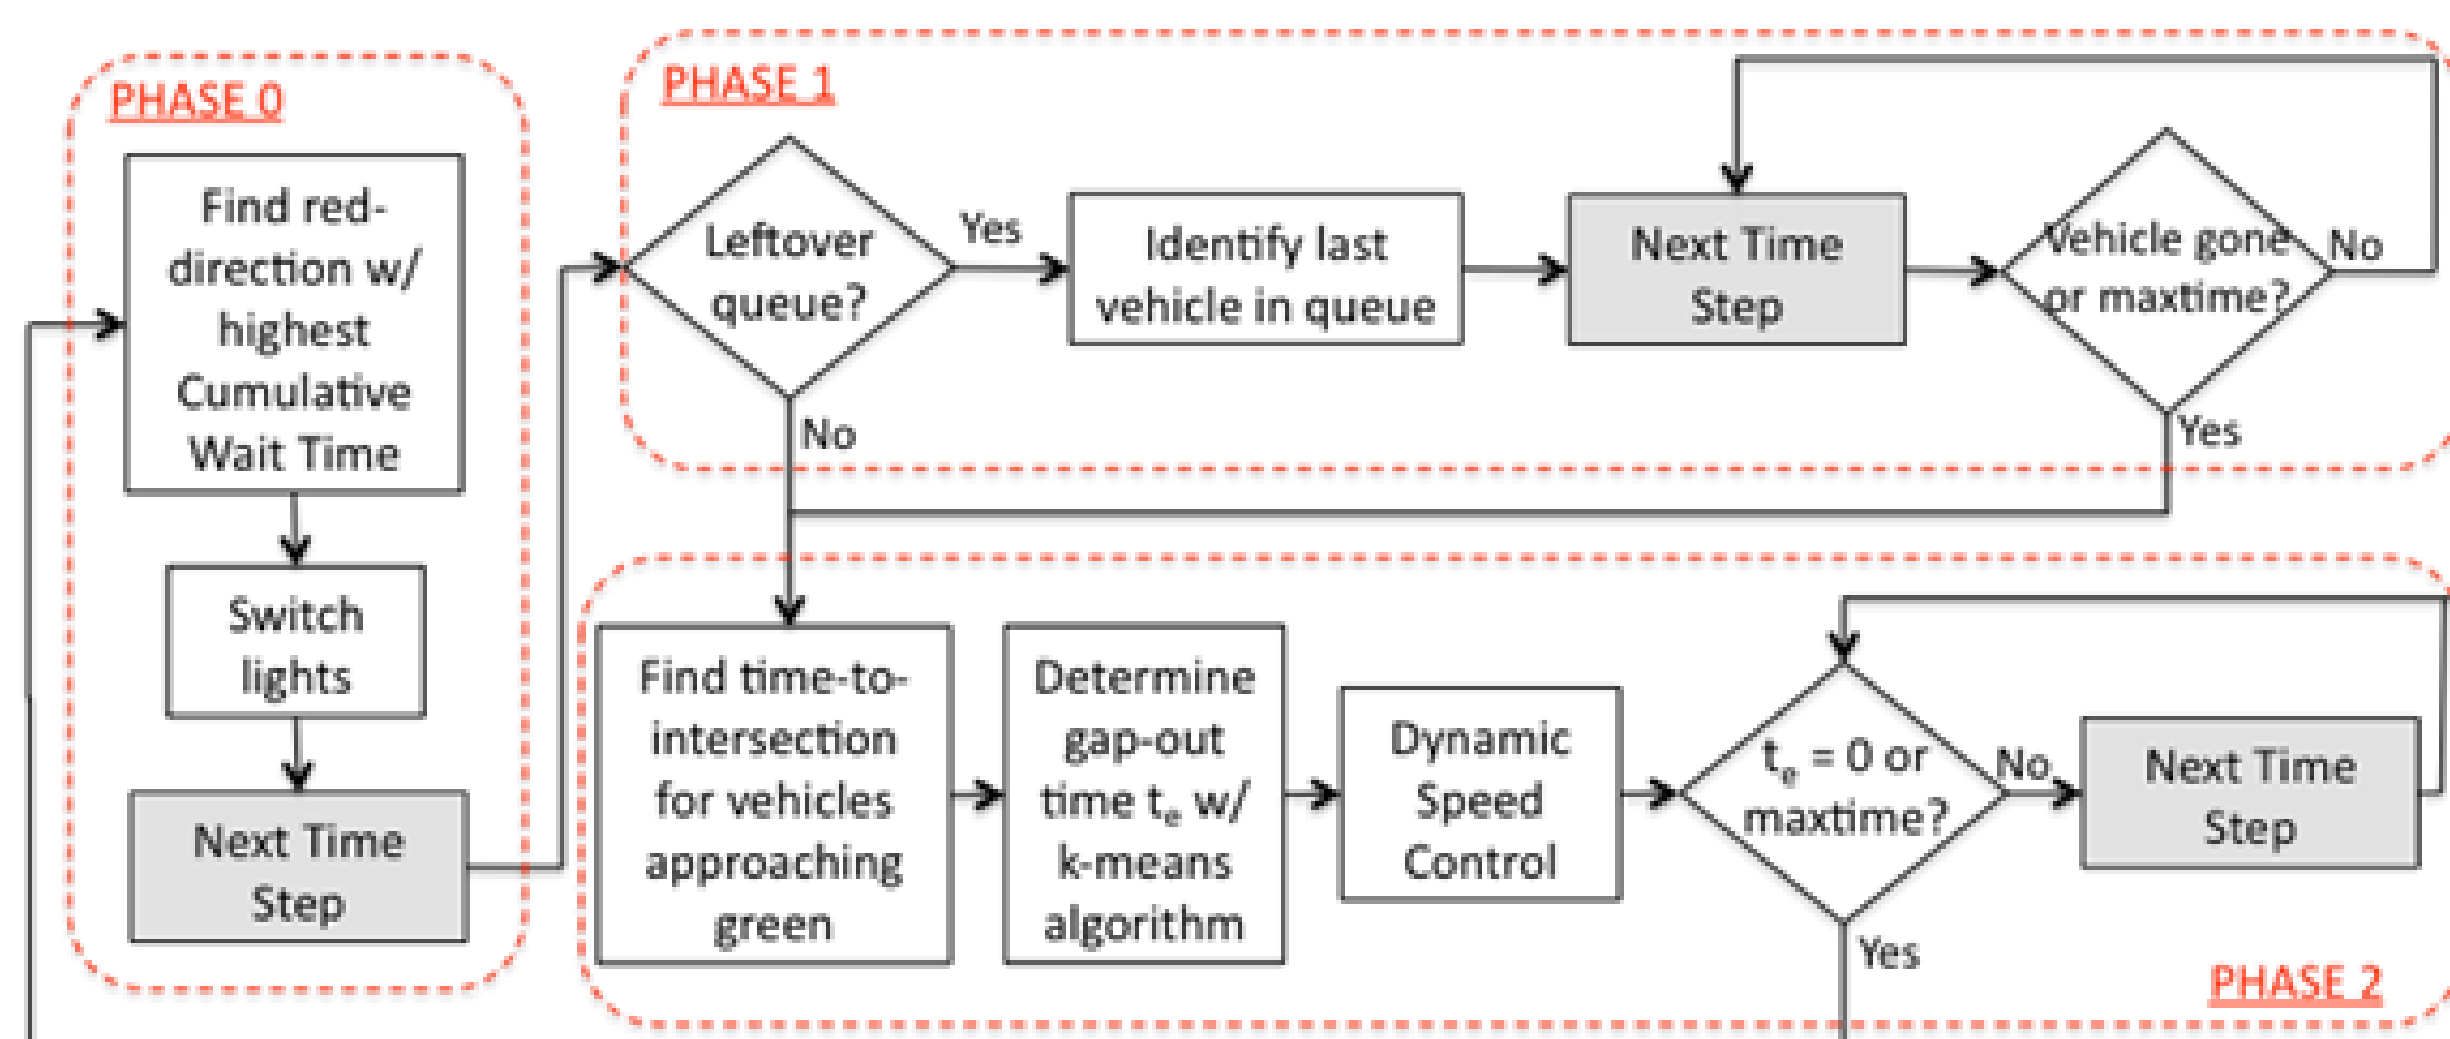 PHASE 0
Find red-
direction w/
highest
Cumulative
Wait Time
Switch
lights
Next Time
Step
PHASE 1
Leftover
queue?
Yes
No
Identify last
vehicle in queue
Next Time
Step
Vehicle gone
or maxtime?
No
Yes
Find time-to-
intersection
for vehicles
approaching
green
Determine
gap-out
time tₑ w/
k-means
algorithm
Dynamic
Speed
Control
tₑ = 0 or
maxtime?
No
Yes
Next Time
Step
PHASE 2